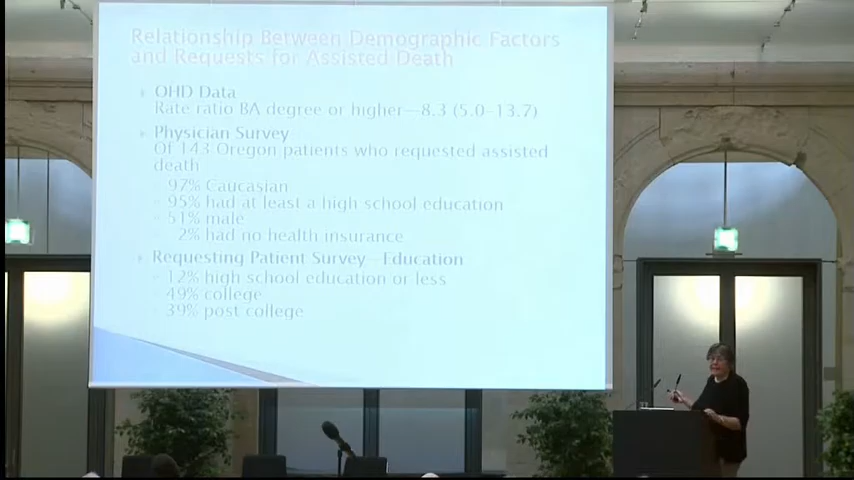 Relationship Between Demographic Factors
and Requests for Assisted Death
OHD Data
Rate ratio BA degree or higher—8.3 (5.0-13.7)
Physician Survey
Of 143 Oregon patients who requested assisted
death
97% Caucasian
95% had at least a high school education
51% male
2% had no health insurance
Requesting Patient Survey—Education
12% high school education or less
49% college
39% post college